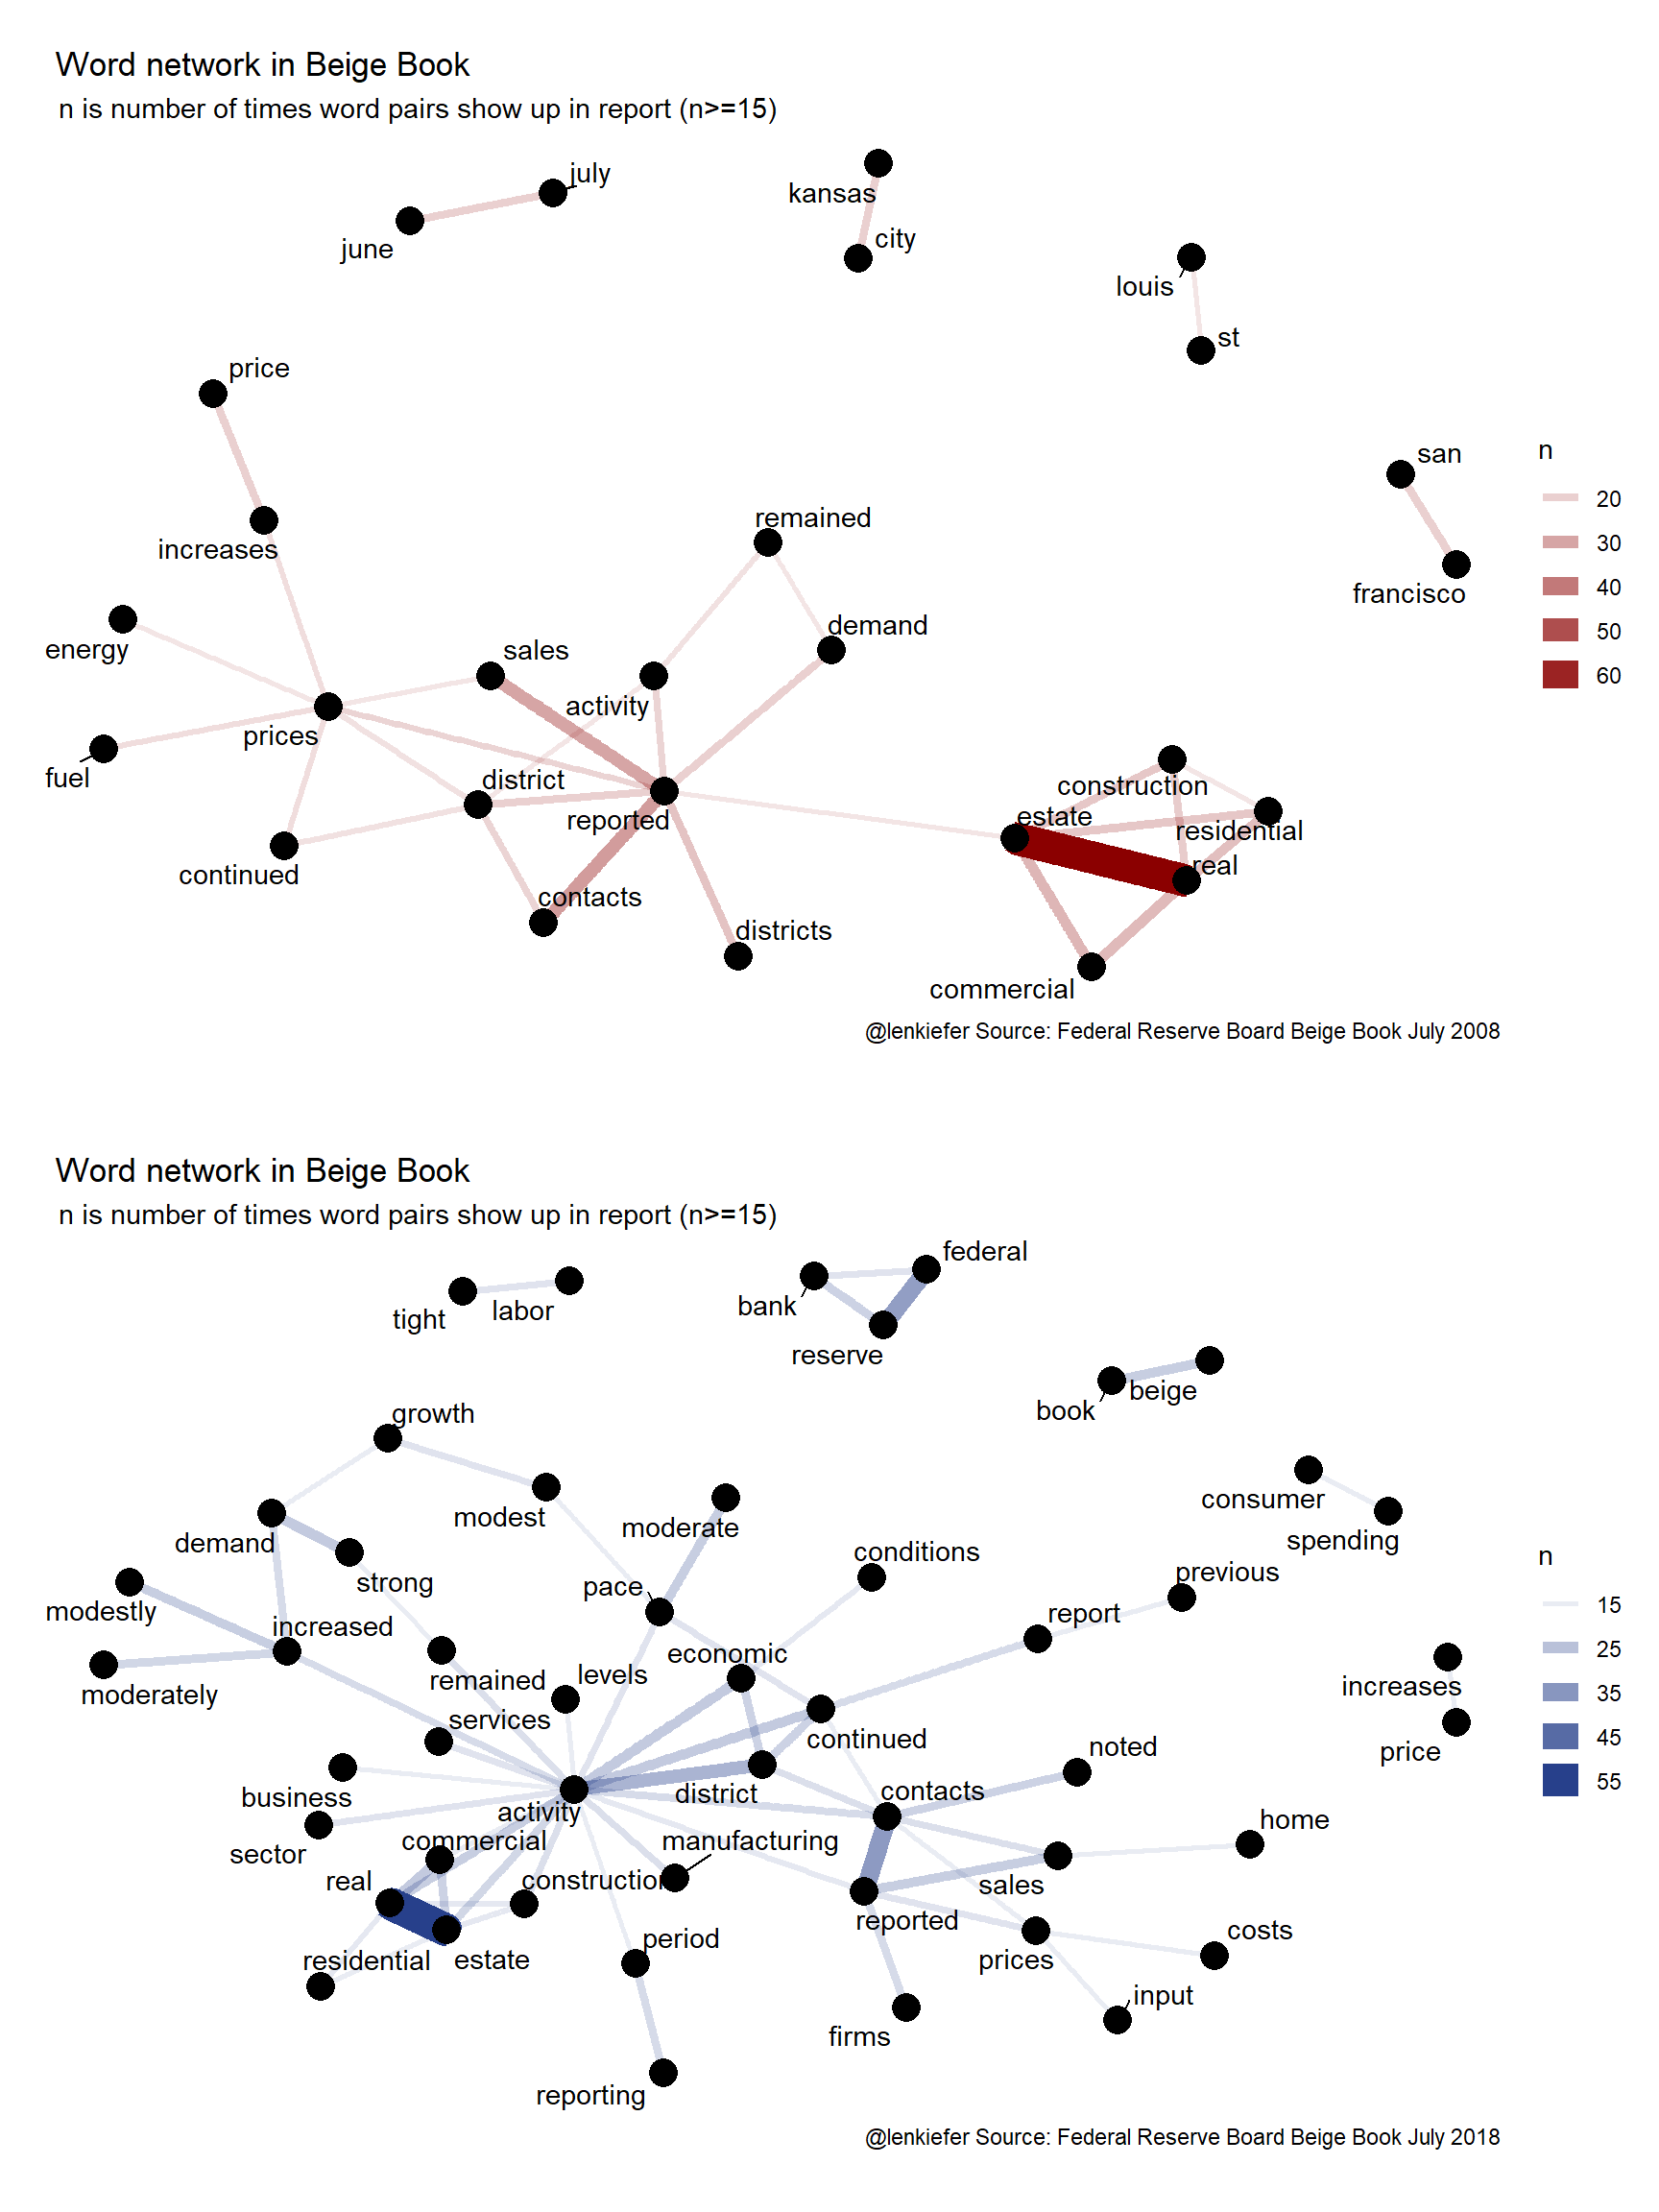 Word network in Beige Book
n is number of times word pairs show up in report (n>=15)
july
kansas
june
city
louis
st
price
san
n
20
remained
30
increases
40
francisco
demand
50
energy
sales
60
activity
prices
fuel
district
construction
estate
reported
residential
real
continued
contacts
districts
commercial
@lenkiefer Source: Federal Reserve Board Beige Book July 2008
Word network in Beige Book
n is number of times word pairs show up in report (n>=15)
federal
bank
tight
labor
reserve
beige
book
growth
consumer
modest
moderate
spending
demand
conditions
n
previous
strong
pace
15
modestly
report
increased
25
economic
levels
remained
increases
35
moderately
services
continued
45
noted
price
55
contacts
district
business
activity
home
commercial
manufacturing
sector
real
construction
sales
reported
costs
period
residential
estate
prices
input
firms
reporting
@lenkiefer Source: Federal Reserve Board Beige Book July 2018